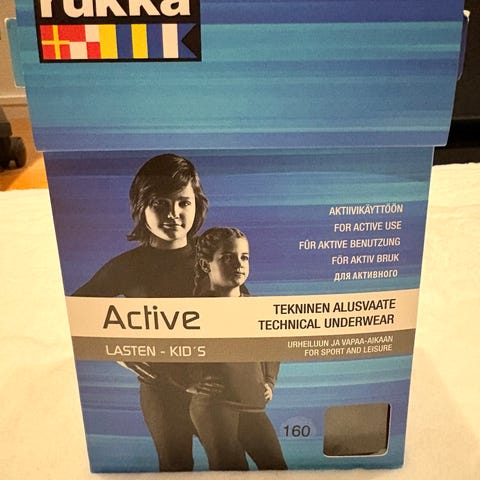 rukka
AKTIIVIKÄYTTÖÖN
FOR ACTIVE USE
FÜR AKTIVE BENUTZUNG
FÖR AKTIV BRUK
ДЛЯ АКТИВНОГО
Active
TEKNINEN ALUSVAATE
TECHNICAL UNDERWEAR
LASTEN - KID´S
URHEILUUN JA VAPAA-AIKAAN
FOR SPORT AND LEISURE
160